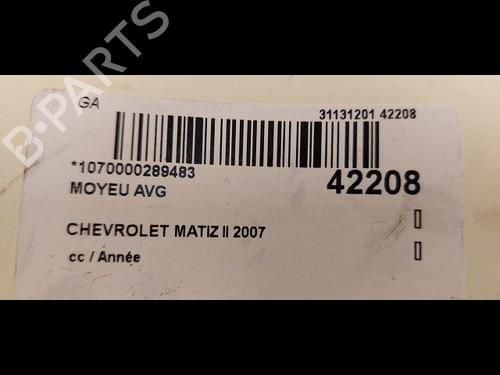 B-PARTS
GA
31131201 42208
*1070000289483
42208
MOYEU AVG
CHEVROLET MATIZ II 2007
cc / Année